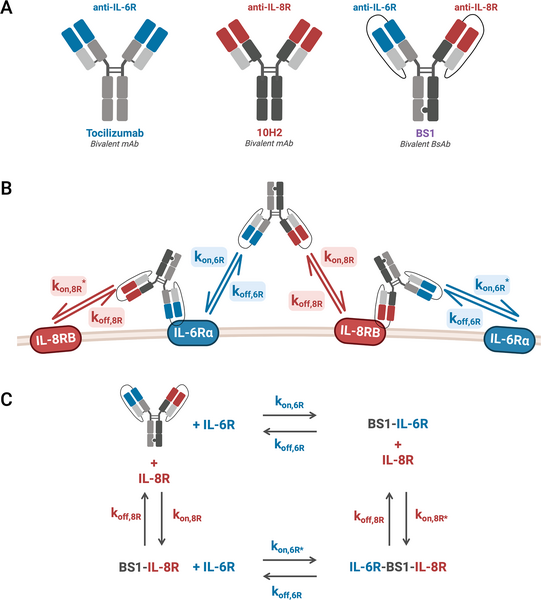 A
anti-IL-6R
anti-IL-8R
anti-IL-6R
anti-IL-8R
Tocilizumab
Bivalent mAb
10H2
Bivalent mAb
BS1
Bivalent BsAb
B
kon,8R*
koff,8R
kon,6R
koff,6R
kon,8R
koff,8R
kon,6R*
koff,6R
IL-8RB
IL-6Rα
IL-8RB
IL-6Rα
C
+ IL-6R
kon,6R
koff,6R
BS1-IL-6R
+
IL-8R
+
IL-8R
koff,8R
kon,8R
koff,8R
kon,8R*
BS1-IL-8R + IL-6R
kon,6R*
koff,6R
IL-6R-BS1-IL-8R